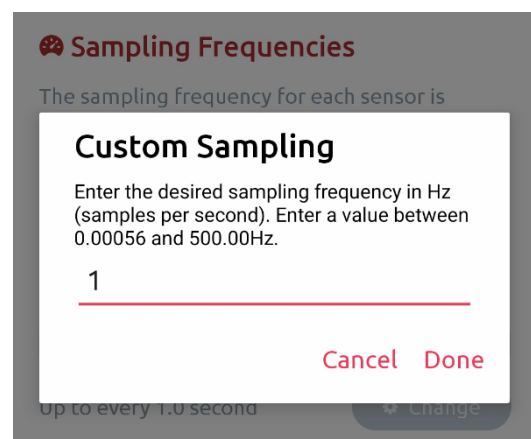 Sampling Frequencies
The sampling frequency for each sensor is
Custom Sampling
Enter the desired sampling frequency in Hz
(samples per second). Enter a value between
0.00056 and 500.00Hz.
1
Cancel Done
Up to every 1.0 second Change